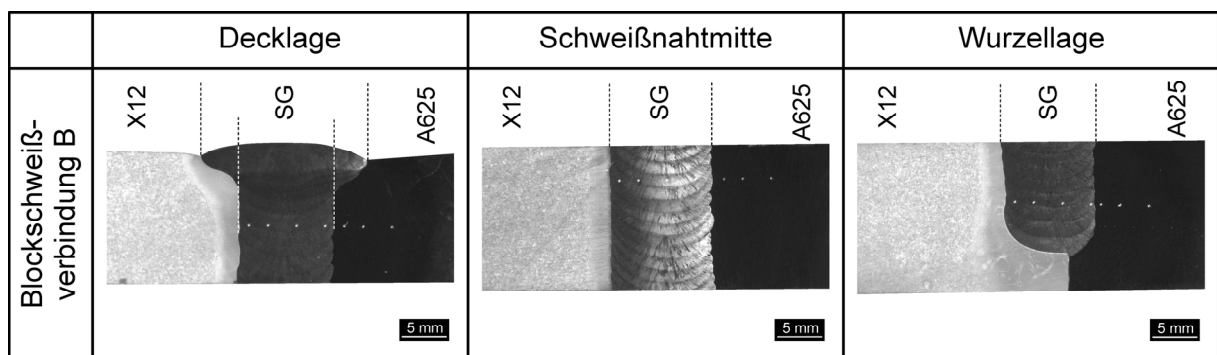 Decklage
Schweißnahtmitte
Wurzellage
Blockschweiß-
verbindung B
X12
SG
A625
5 mm
X12
SG
A625
5 mm
X12
SG
A625
5 mm